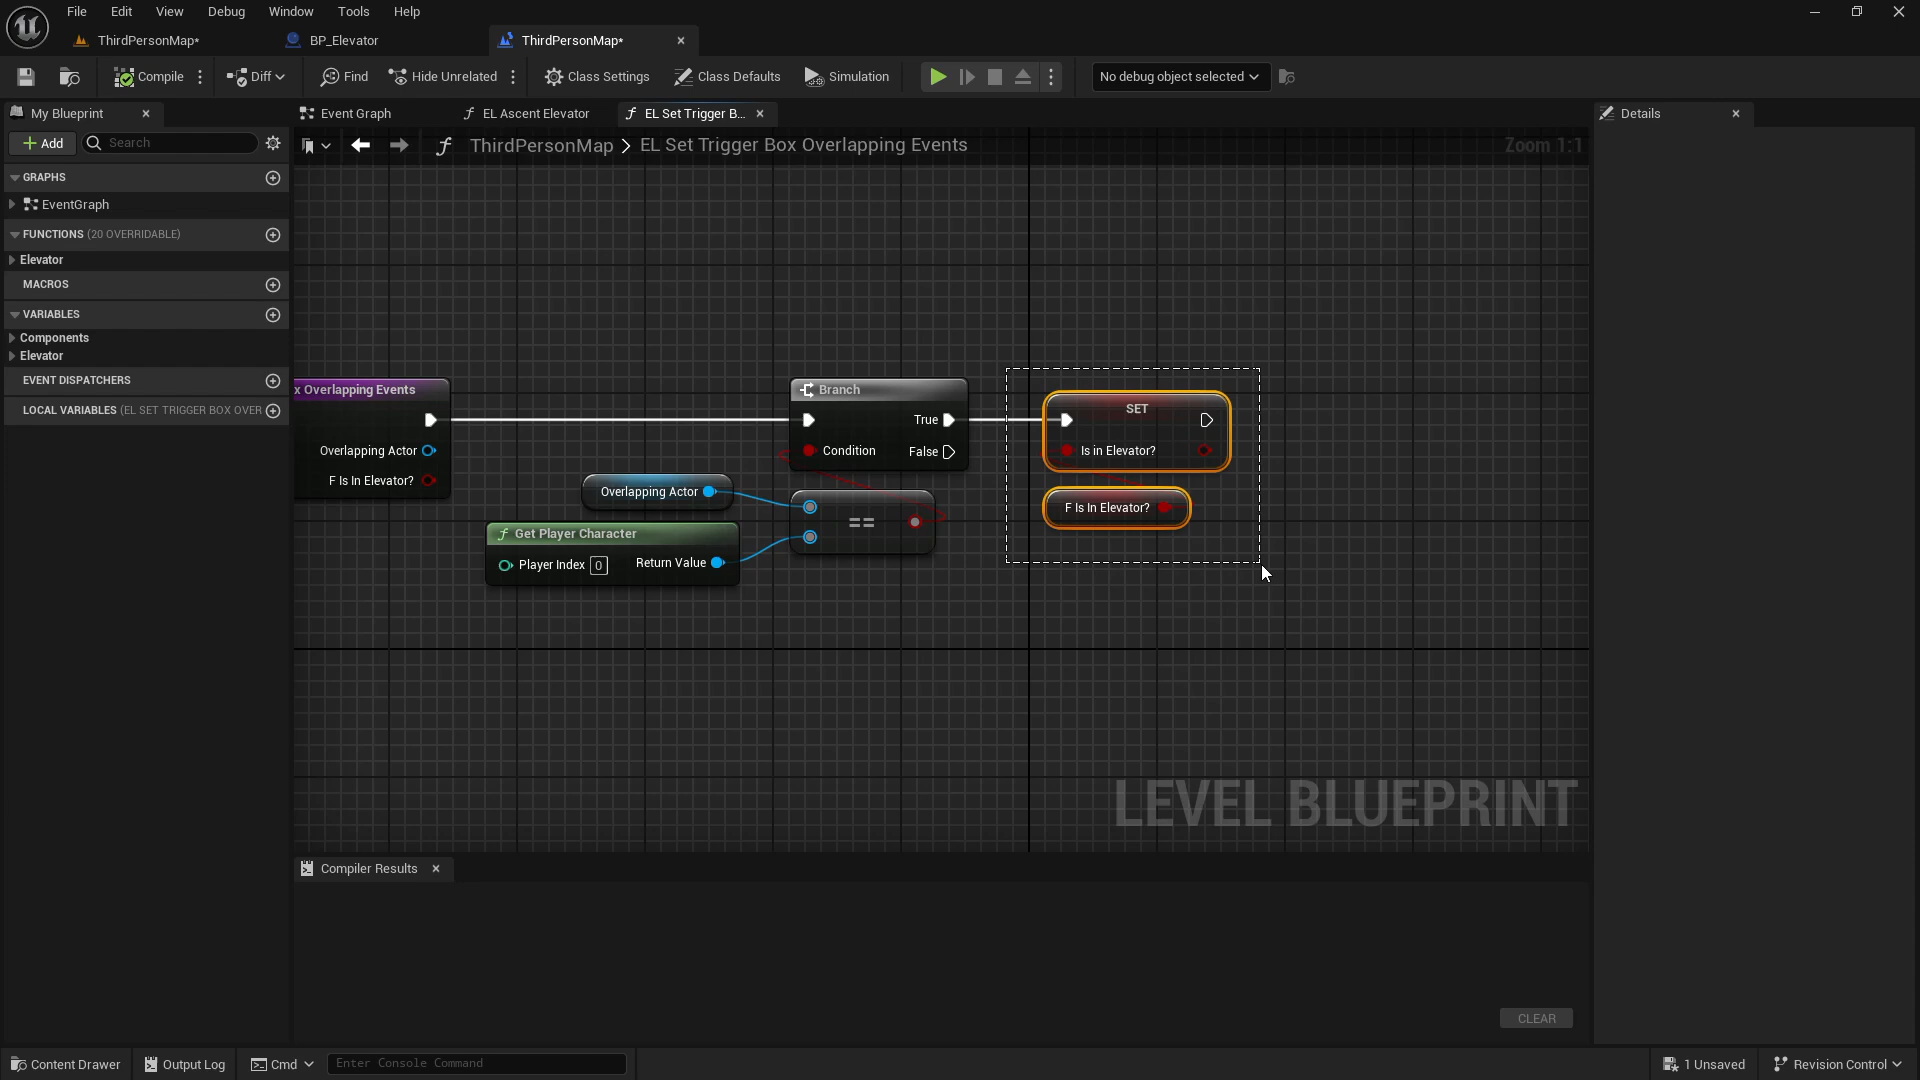 File Edit View Debug Window Tools Help
ThirdPersonMap* BP_Elevator ThirdPersonMap*
Compile Diff Find Hide Unrelated Class Settings Class Defaults Simulation No debug object selected
My Blueprint Event Graph EL Ascent Elevator EL Set Trigger B... Details
Add Search ThirdPersonMap > EL Set Trigger Box Overlapping Events Zoom 1:1
GRAPHS
EventGraph
FUNCTIONS (20 OVERRIDABLE)
Elevator
MACROS
VARIABLES
Components
Elevator
EVENT DISPATCHERS
LOCAL VARIABLES (EL SET TRIGGER BOX OVER
x Overlapping Events
Overlapping Actor
F Is In Elevator?
Overlapping Actor
Get Player Character
Player Index 0 Return Value
Branch
True
Condition False
==
SET
Is in Elevator?
F Is In Elevator?
LEVEL BLUEPRINT
Compiler Results
CLEAR
Content Drawer Output Log Cmd Enter Console Command 1 Unsaved Revision Control